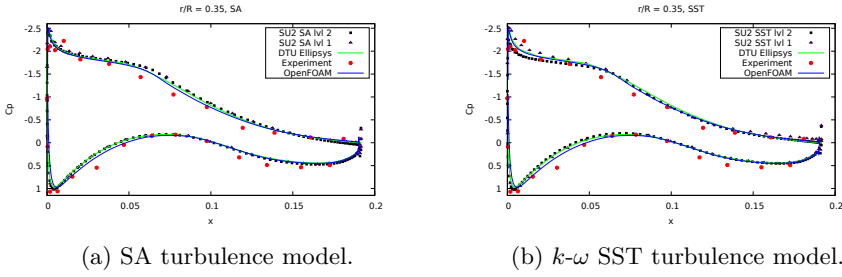 r/R = 0.35, SA
-2.5
-2
-1.5
-1
-0.5
0
0.5
1
Cp
0
0.05
0.1
0.15
0.2
x
SU2 SA lvl 2
SU2 SA lvl 1
DTU Ellipsys
Experiment
OpenFOAM
(a) SA turbulence model.
r/R = 0.35, SST
-2.5
-2
-1.5
-1
-0.5
0
0.5
1
Cp
0
0.05
0.1
0.15
0.2
x
SU2 SST lvl 2
SU2 SST lvl 1
DTU Ellipsys
Experiment
OpenFOAM
(b) k-ω SST turbulence model.